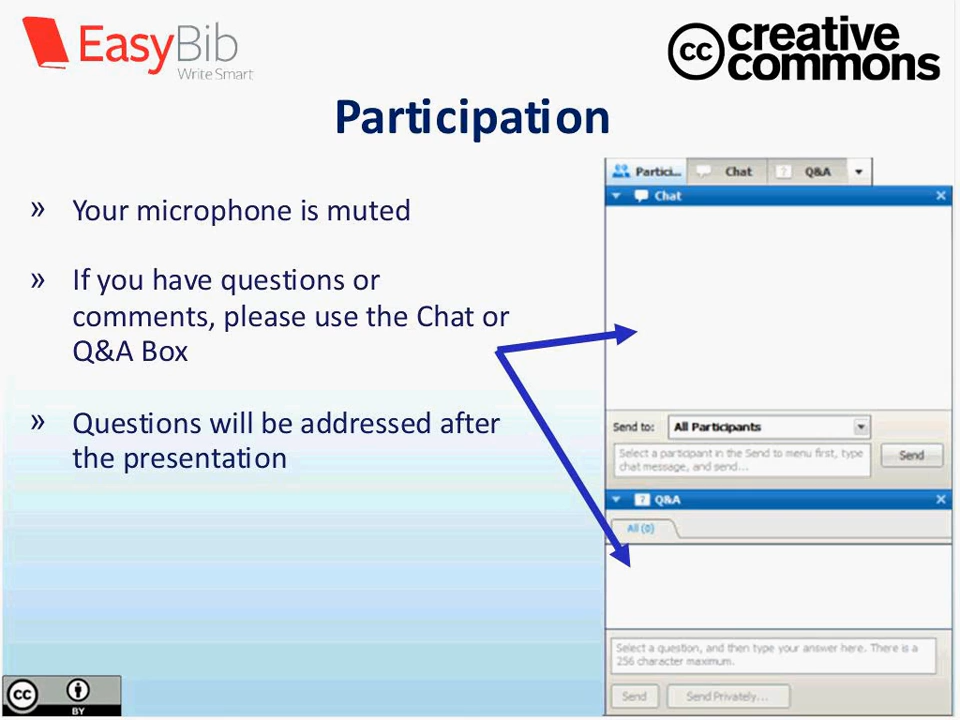 EasyBib
Write Smart
cc creative
commons
Participation
» Your microphone is muted
» If you have questions or
comments, please use the Chat or
Q&A Box
» Questions will be addressed after
the presentation
Partici... Chat ? Q&A
Chat
Send to: All Participants
Select a participant in the Send to menu first, type
chat message, and send...
Send
? Q&A
All (0)
Select a question, and then type your answer here. There is a
256 character maximum.
Send Send Privately...
cc
BY